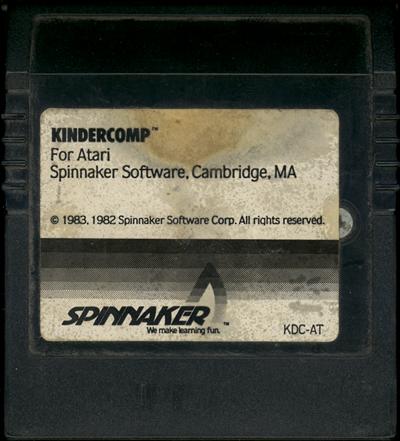 KINDERCOMP™
For Atari
Spinnaker Software, Cambridge, MA
© 1983, 1982 Spinnaker Software Corp. All rights reserved.
SPINNAKER™
We make learning fun.
KDC-AT